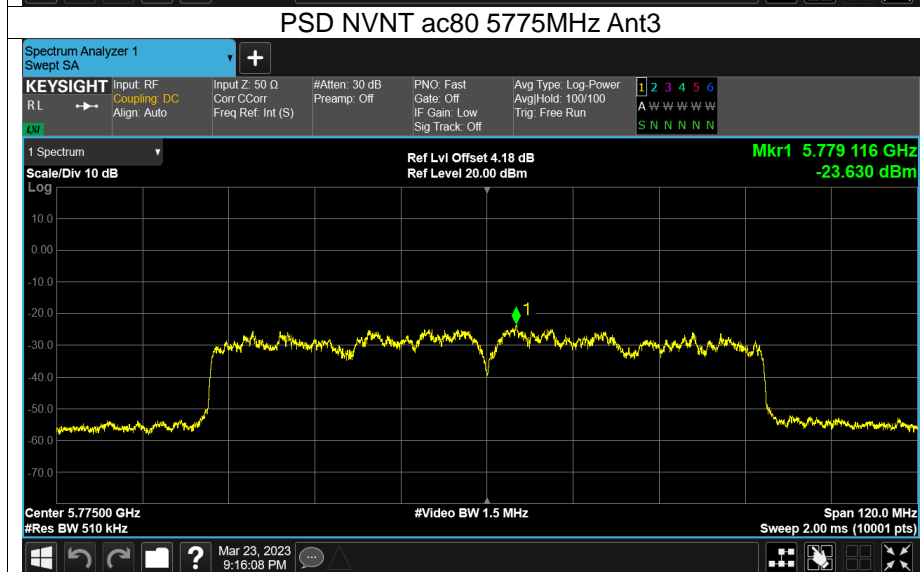 PSD NVNT ac80 5775MHz Ant3
Spectrum Analyzer 1
Swept SA
+
KEYSIGHT Input: RF Input Z: 50 Ω #Atten: 30 dB PNO: Fast Avg Type: Log-Power 1 2 3 4 5 6
RL Coupling: DC Corr CCorr Preamp: Off Gate: Off Avg|Hold: 100/100 A W W W W W
Align: Auto Freq Ref: Int (S) IF Gain: Low Trig: Free Run
LXI Sig Track: Off S N N N N N
1 Spectrum Ref Lvl Offset 4.18 dB Mkr1 5.779 116 GHz
Scale/Div 10 dB Ref Level 20.00 dBm -23.630 dBm
Log
10.0
0.00
-10.0
-20.0
1
-30.0
-40.0
-50.0
-60.0
-70.0
Center 5.77500 GHz #Video BW 1.5 MHz Span 120.0 MHz
#Res BW 510 kHz Sweep 2.00 ms (10001 pts)
? Mar 23, 2023
9:16:08 PM